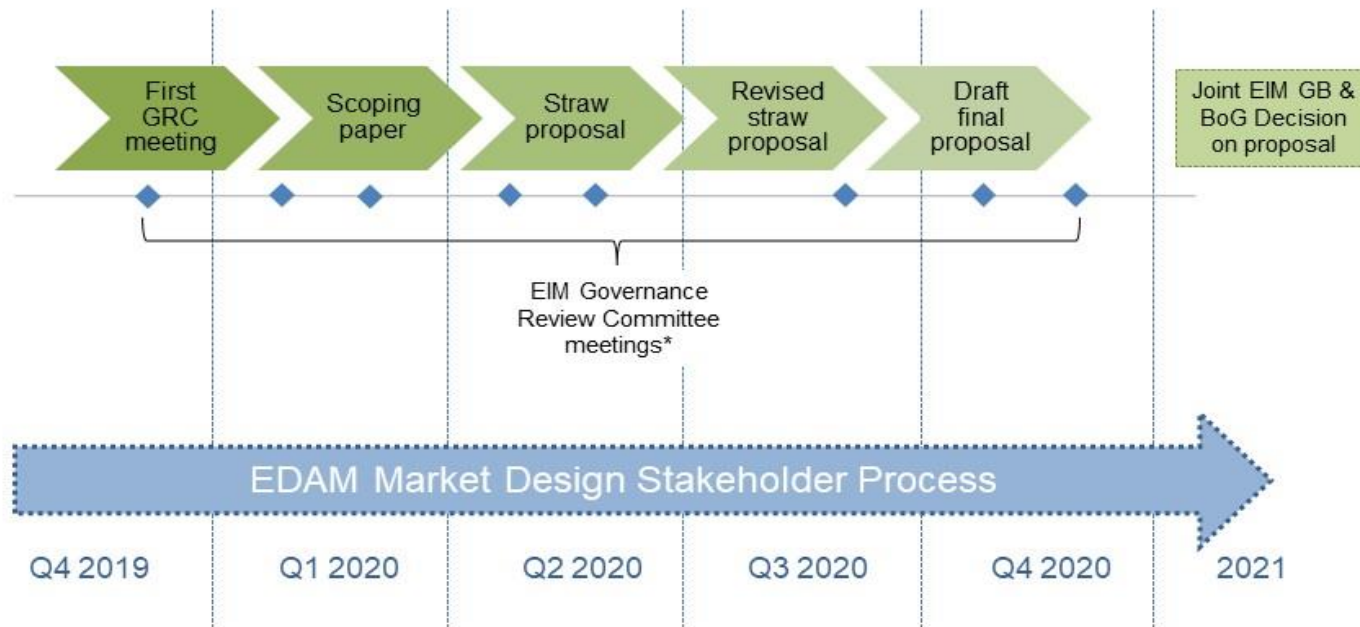 First
GRC
meeting
Scoping
paper
Straw
proposal
Revised
straw
proposal
Draft
final
proposal
Joint EIM GB &
BoG Decision
on proposal
EIM Governance
Review Committee
meetings*
EDAM Market Design Stakeholder Process
Q4 2019
Q1 2020
Q2 2020
Q3 2020
Q4 2020
2021